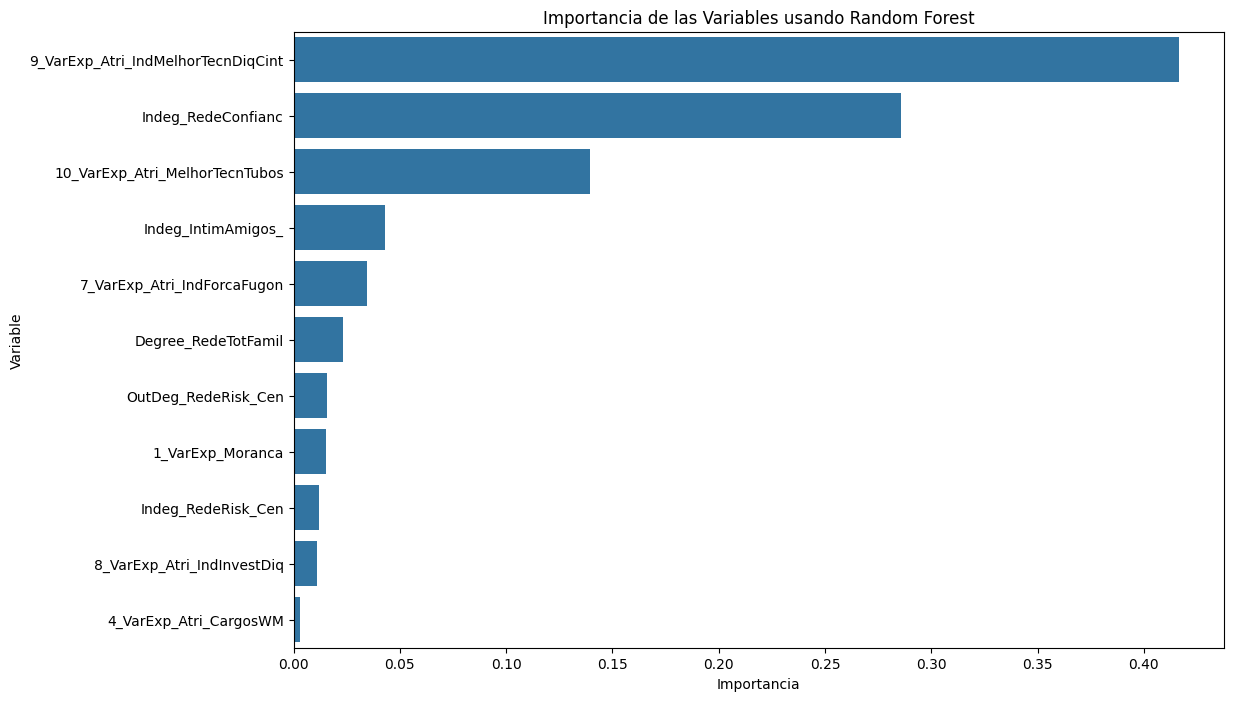 Importancia de las Variables usando Random Forest
9_VarExp_Atri_IndMelhorTecnDiqCint
Indeg_RedeConfianc
10_VarExp_Atri_MelhorTecnTubos
Indeg_IntimAmigos_
7_VarExp_Atri_IndForcaFugon
Degree_RedeTotFamil
OutDeg_RedeRisk_Cen
1_VarExp_Moranca
Indeg_RedeRisk_Cen
8_VarExp_Atri_IndInvestDiq
4_VarExp_Atri_CargosWM
Variable
0.00 0.05 0.10 0.15 0.20 0.25 0.30 0.35 0.40
Importancia